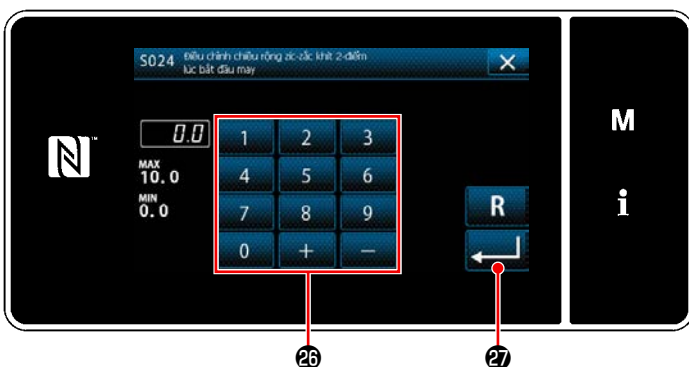 S024 Điều chỉnh chiều rộng zic-zắc khít 2-điểm
lúc bắt đầu may
0.0
1 2 3
MAX
10.0
4 5 6
MIN
0.0
7 8 9
R
0 + −
M
i
N™
㉖ ㉗